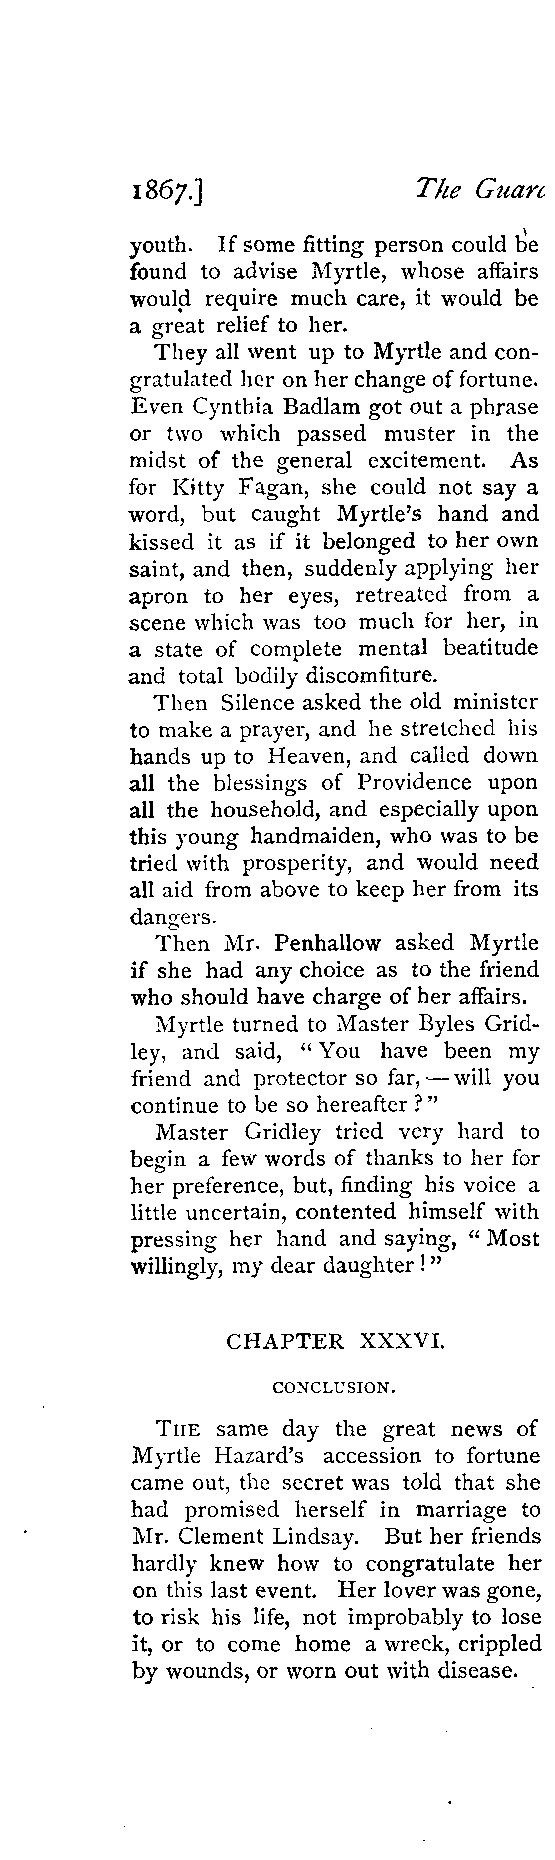 1867.] The Guard
youth. If some fitting person could be
found to advise Myrtle, whose affairs
would require much care, it would be
a great relief to her.
They all went up to Myrtle and con-
gratulated her on her change of fortune.
Even Cynthia Badlam got out a phrase
or two which passed muster in the
midst of the general excitement. As
for Kitty Fagan, she could not say a
word, but caught Myrtle's hand and
kissed it as if it belonged to her own
saint, and then, suddenly applying her
apron to her eyes, retreated from a
scene which was too much for her, in
a state of complete mental beatitude
and total bodily discomfiture.
Then Silence asked the old minister
to make a prayer, and he stretched his
hands up to Heaven, and called down
all the blessings of Providence upon
all the household, and especially upon
this young handmaiden, who was to be
tried with prosperity, and would need
all aid from above to keep her from its
dangers.
Then Mr. Penhallow asked Myrtle
if she had any choice as to the friend
who should have charge of her affairs.
Myrtle turned to Master Byles Grid-
ley, and said, "You have been my
friend and protector so far, — will you
continue to be so hereafter?"
Master Gridley tried very hard to
begin a few words of thanks to her for
her preference, but, finding his voice a
little uncertain, contented himself with
pressing her hand and saying, "Most
willingly, my dear daughter!"
CHAPTER XXXVI.
CONCLUSION.
THE same day the great news of
Myrtle Hazard's accession to fortune
came out, the secret was told that she
had promised herself in marriage to
Mr. Clement Lindsay. But her friends
hardly knew how to congratulate her
on this last event. Her lover was gone,
to risk his life, not improbably to lose
it, or to come home a wreck, crippled
by wounds, or worn out with disease.